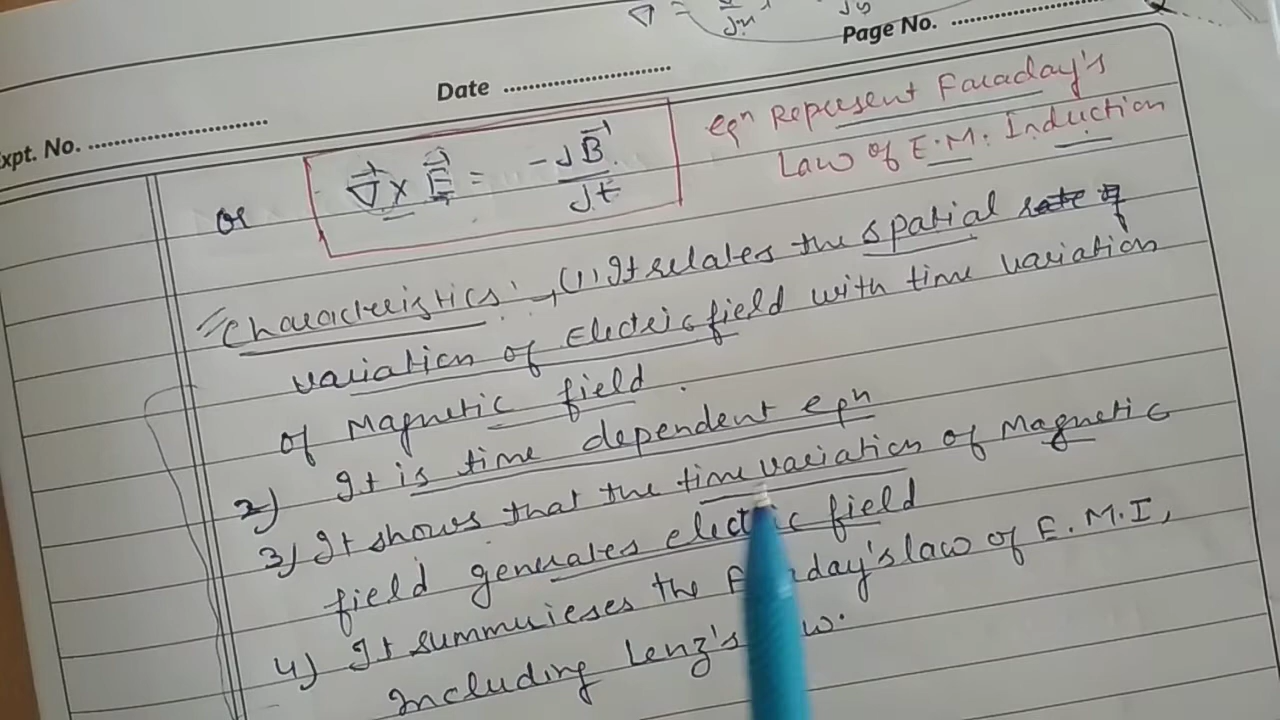 Page No.
Date
Expt. No.
or ∇⃗ × E⃗ = -∂B⃗/∂t
eqn Represent Faraday's
Law of E.M. Induction
Characteristics: → (1) It relates the spatial
variation of Electric field with time variation
of Magnetic field.
2) It is time dependent eqn
3) It shows that the time variation of Magnetic
field generates electric field
4) It summurieses the Faraday's law of E.M.I,
Including Lenz's law.